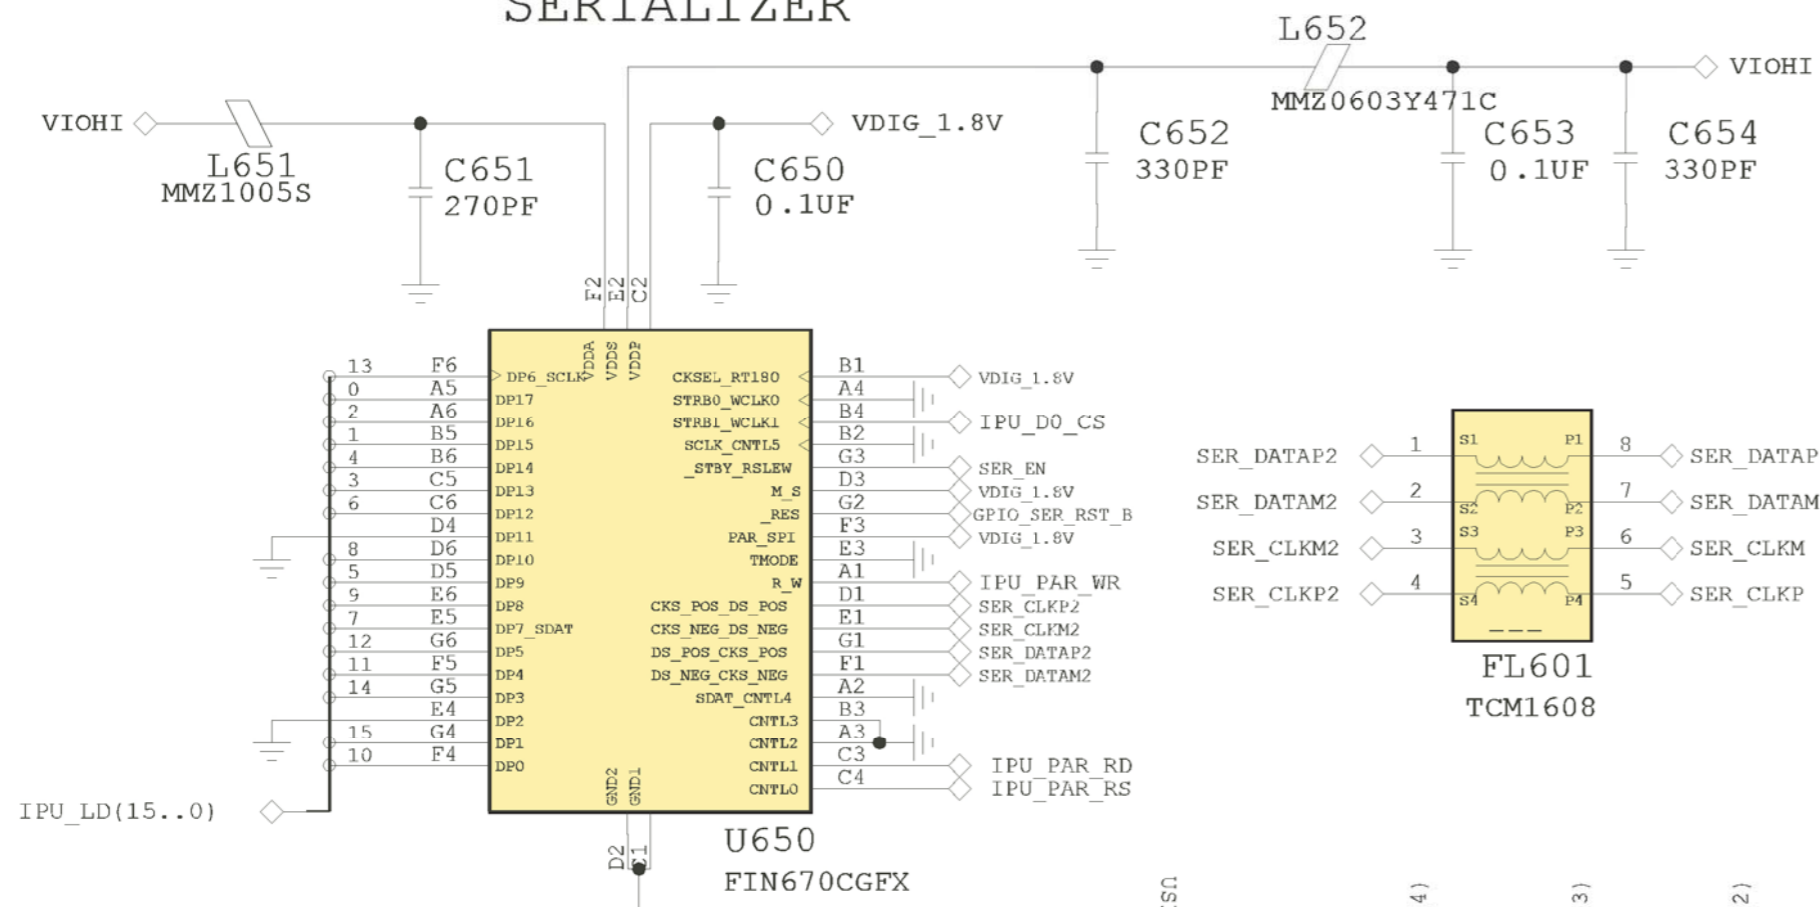 SERIALIZER
L652
VIOHI
MMZ0603Y471C
VIOHI
VDIG_1.8V
L651
MMZ1005S
C651
270PF
C650
0.1UF
C652
330PF
C653
0.1UF
C654
330PF
F2
E2
C2
VDDA
VDDS
VDDP
13 F6 DP6_SCLK CKSEL_RT180 B1 VDIG_1.8V
0 A5 DP17 STRB0_WCLK0 A4
2 A6 DP16 STRB1_WCLK1 B4 IPU_D0_CS
1 B5 DP15 SCLK_CNTL5 B2
4 B6 DP14 _STBY_RSLEW G3 SER_EN
3 C5 DP13 M_S D3 VDIG_1.8V
6 C6 DP12 _RES G2 GPIO_SER_RST_B
D4 DP11 PAR_SPI F3 VDIG_1.8V
8 D6 DP10 TMODE E3
5 D5 DP9 R_W A1 IPU_PAR_WR
9 E6 DP8 CKS_POS_DS_POS D1 SER_CLKP2
7 E5 DP7_SDAT CKS_NEG_DS_NEG E1 SER_CLKM2
12 G6 DP5 DS_POS_CKS_POS G1 SER_DATAP2
11 F5 DP4 DS_NEG_CKS_NEG F1 SER_DATAM2
14 G5 DP3 SDAT_CNTL4 A2
E4 DP2 CNTL3 B3
15 G4 DP1 CNTL2 A3
10 F4 DP0 CNTL1 C3 IPU_PAR_RD
CNTL0 C4 IPU_PAR_RS
GND2
GND1
IPU_LD(15..0)
D2
C1
U650
FIN670CGFX
SER_DATAP2 1 S1 P1 8 SER_DATAP
SER_DATAM2 2 S2 P2 7 SER_DATAM
SER_CLKM2 3 S3 P3 6 SER_CLKM
SER_CLKP2 4 S4 P4 5 SER_CLKP
FL601
TCM1608
4)
3)
2)